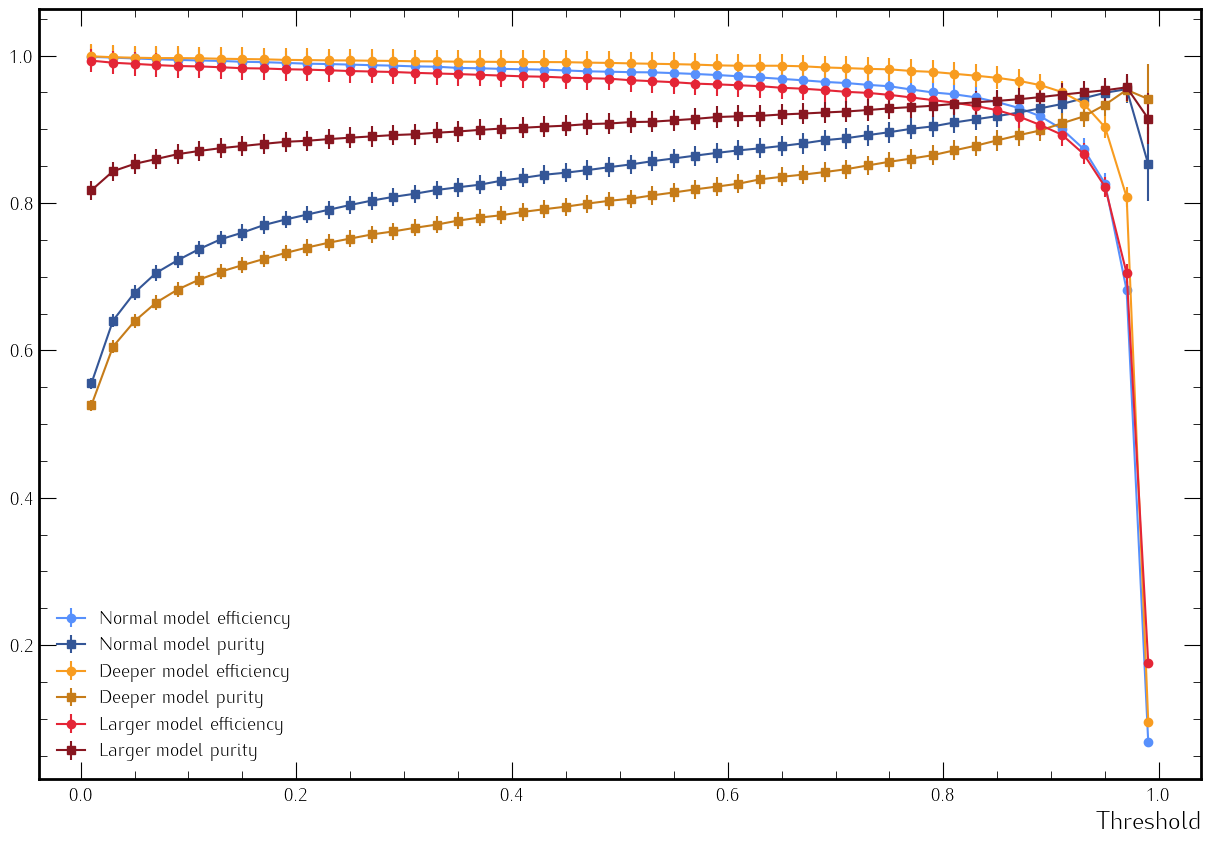 1.0
0.8
0.6
0.4
0.2
Normal model efficiency
Normal model purity
Deeper model efficiency
Deeper model purity
Larger model efficiency
Larger model purity
0.0 0.2 0.4 0.6 0.8 1.0
Threshold